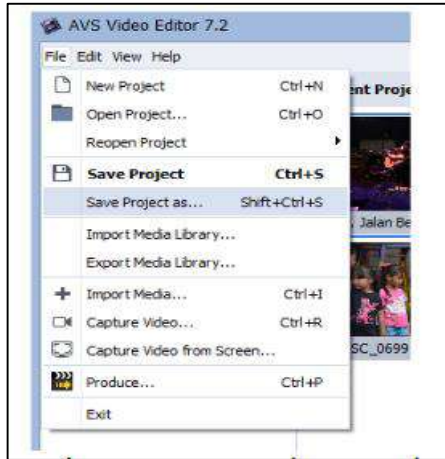 AVS Video Editor 7.2
File Edit View Help
New Project Ctrl+N
ent Proje
Open Project... Ctrl+O
Reopen Project
Save Project Ctrl+S
Save Project as... Shift+Ctrl+S
, Jalan Be
Import Media Library...
Export Media Library...
Import Media... Ctrl+I
Capture Video... Ctrl+R
Capture Video from Screen...
SC_0699
Produce... Ctrl+P
Exit